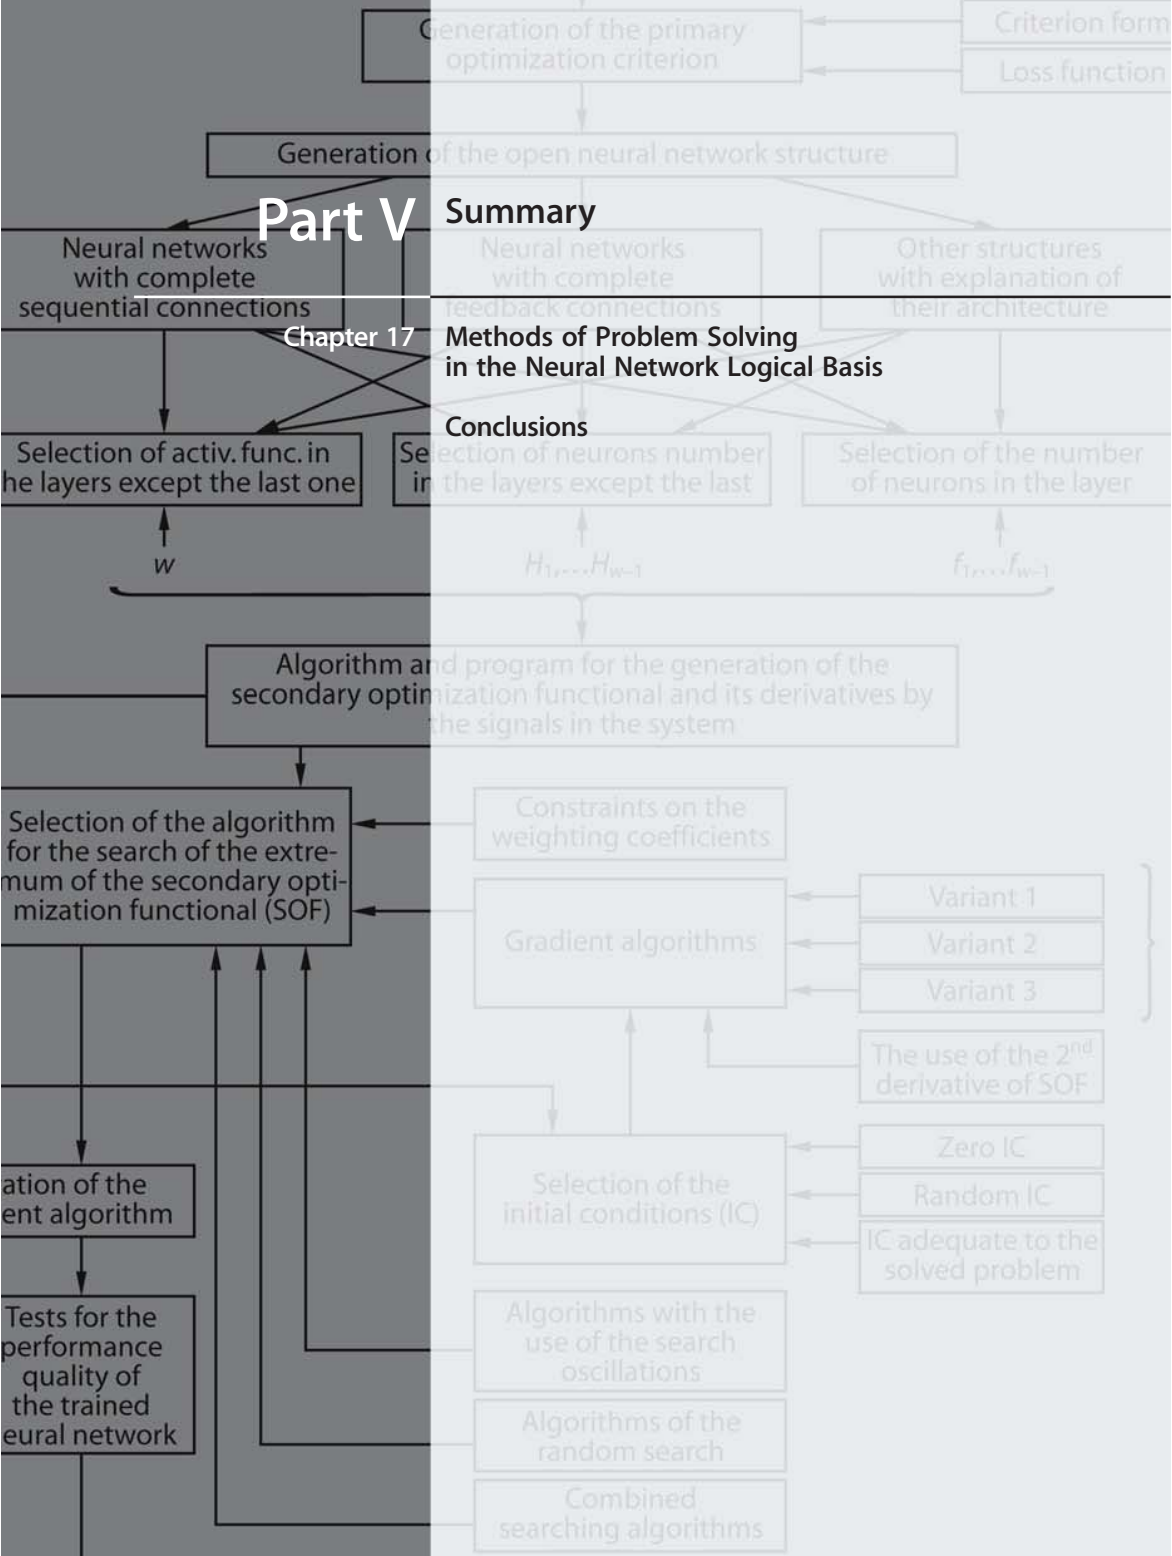 Generation of the primary
optimization criterion
Criterion form
Loss function
Generation of the open neural network structure
Part V
Summary
Neural networks
with complete
sequential connections
Neural networks
with complete
feedback connections
Other structures
with explanation of
their architecture
Chapter 17
Methods of Problem Solving
in the Neural Network Logical Basis
Conclusions
Selection of activ. func. in
he layers except the last one
Selection of neurons number
in the layers except the last
Selection of the number
of neurons in the layer
w
H1,...Hw–1
f1,...fw–1
Algorithm and program for the generation of the
secondary optimization functional and its derivatives by
the signals in the system
Selection of the algorithm
for the search of the extre-
mum of the secondary opti-
mization functional (SOF)
Constraints on the
weighting coefficients
Gradient algorithms
Variant 1
Variant 2
Variant 3
The use of the 2nd
derivative of SOF
ation of the
ent algorithm
Selection of the
initial conditions (IC)
Zero IC
Random IC
IC adequate to the
solved problem
Tests for the
performance
quality of
the trained
eural network
Algorithms with the
use of the search
oscillations
Algorithms of the
random search
Combined
searching algorithms